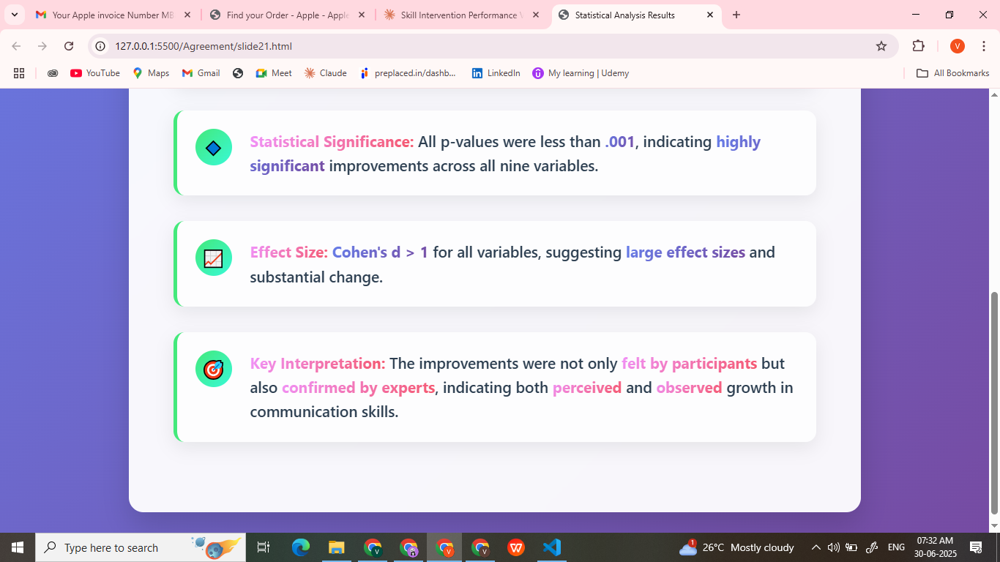 Your Apple invoice Number MB
Find your Order - Apple - Apple
Skill Intervention Performance V
Statistical Analysis Results
127.0.0.1:5500/Agreement/slide21.html
V
YouTube
Maps
Gmail
Meet
Claude
preplaced.in/dashb...
LinkedIn
My learning | Udemy
All Bookmarks
Statistical Significance: All p-values were less than .001, indicating highly
significant improvements across all nine variables.
Effect Size: Cohen's d > 1 for all variables, suggesting large effect sizes and
substantial change.
Key Interpretation: The improvements were not only felt by participants but
also confirmed by experts, indicating both perceived and observed growth in
communication skills.
Type here to search
1
26°C Mostly cloudy
ENG
07:32 AM
30-06-2025